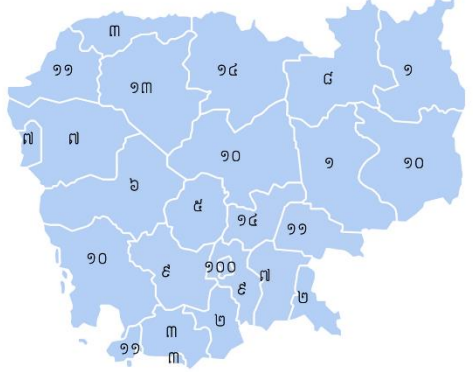 ៣
១១ ១៣ ១៤ ៨ ១
៧ ៧ ១០ ១ ១០
៦ ៥ ១៤ ១១
១០ ៩ ១០០ ៩ ៧ ២
១១ ៣ ២
៣